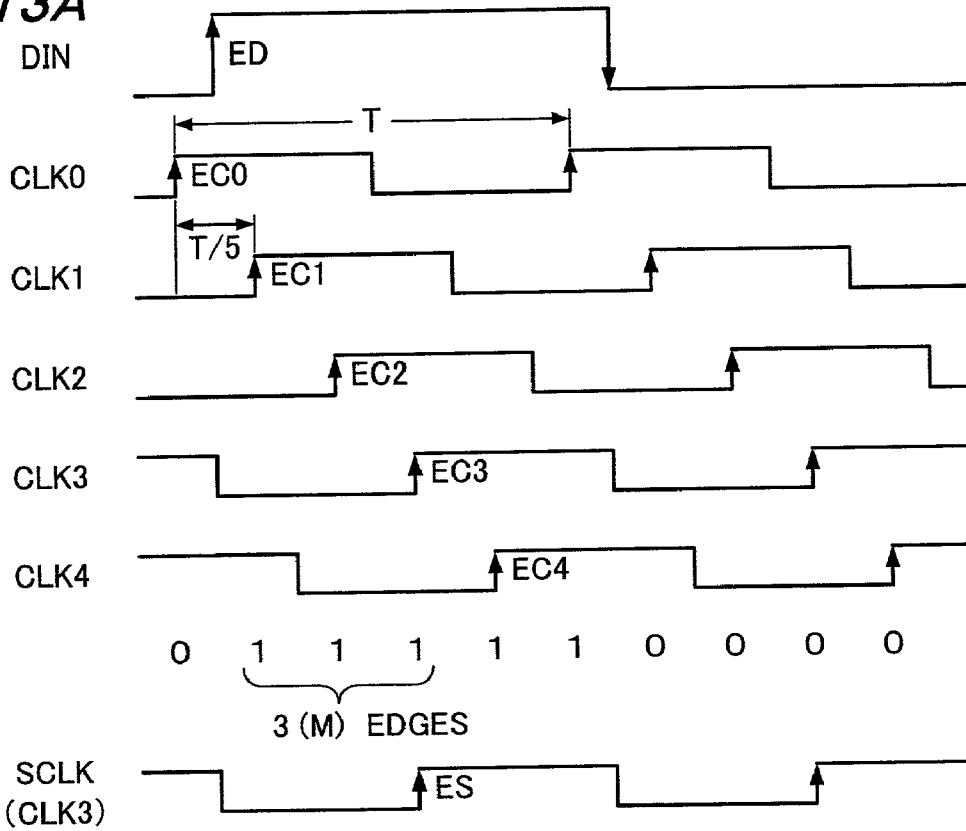 13A
DIN
ED
T
CLK0
EC0
T/5
CLK1
EC1
CLK2
EC2
CLK3
EC3
CLK4
EC4
0 1 1 1 1 1 0 0 0 0
3 (M) EDGES
SCLK
(CLK3)
ES